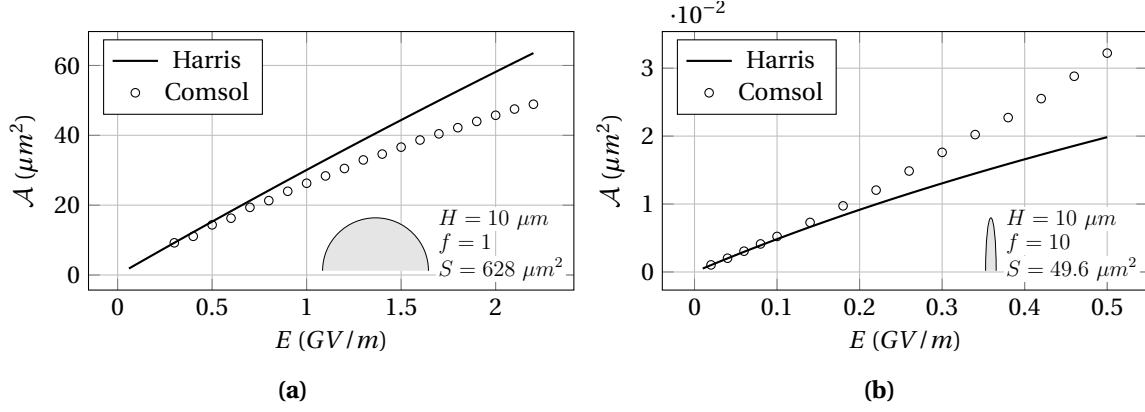 ·10⁻²
Harris
Comsol
60
40
20
0
𝒜 (μm²)
H = 10 μm
f = 1
S = 628 μm²
0 0.5 1 1.5 2
E (GV/m)
(a)
Harris
Comsol
3
2
1
0
𝒜 (μm²)
H = 10 μm
f = 10
S = 49.6 μm²
0 0.1 0.2 0.3 0.4 0.5
E (GV/m)
(b)